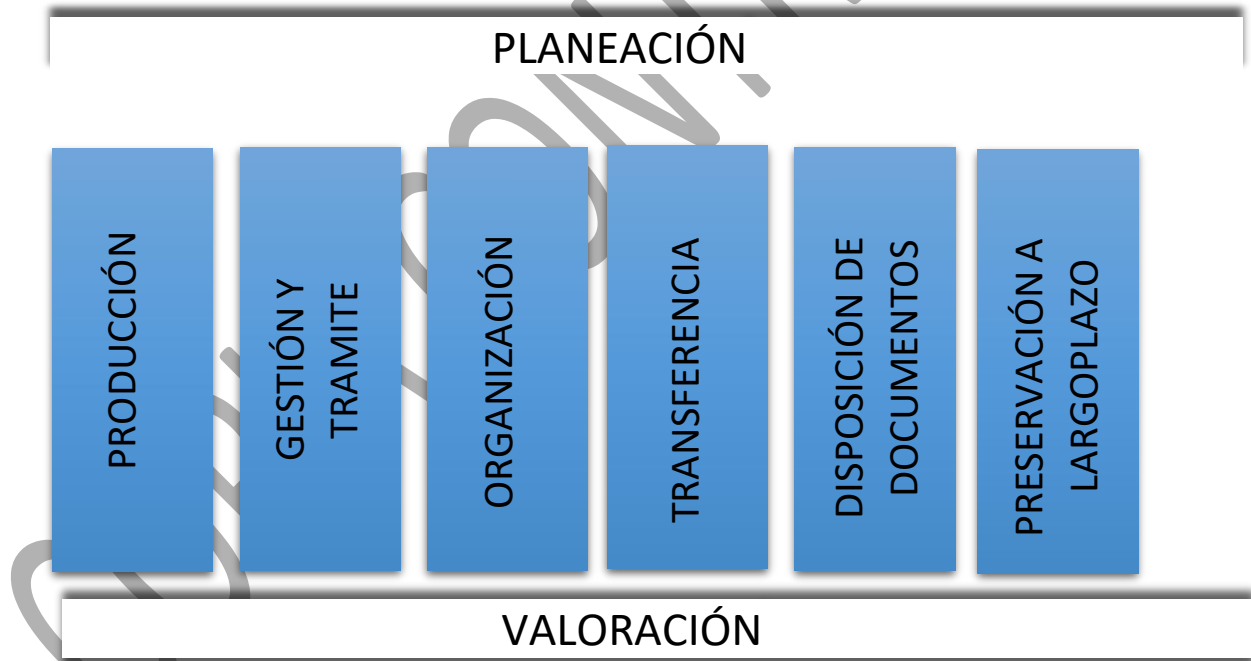 PLANEACIÓN
PRODUCCIÓN
GESTIÓN Y
TRAMITE
ORGANIZACIÓN
TRANSFERENCIA
DISPOSICIÓN DE
DOCUMENTOS
PRESERVACIÓN A
LARGOPLAZO
VALORACIÓN